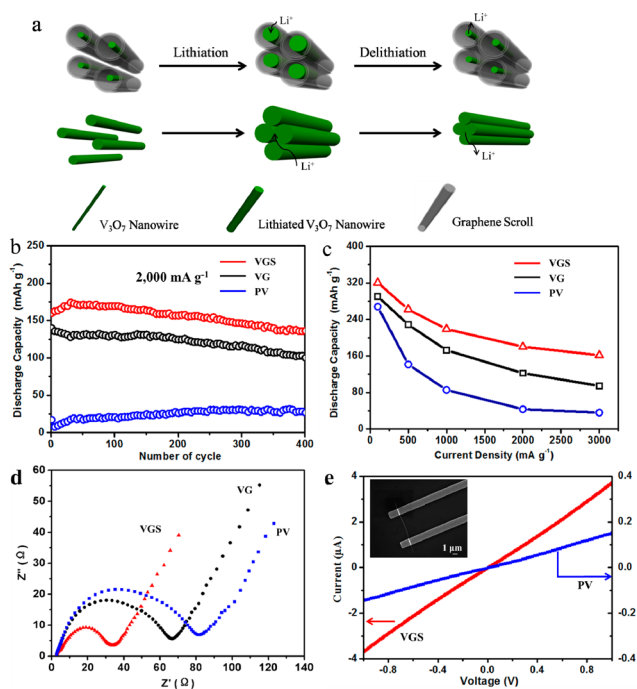 a
Li⁺
Li⁺
Li⁺
Lithiation
Delithiation
Li⁺
Li⁺
V₃O₇ Nanowire
Lithiated V₃O₇ Nanowire
Graphene Scroll
b
Discharge Capacity (mAh g⁻¹)
250
200
150
100
50
0
2,000 mA g⁻¹
VGS
VG
PV
0 100 200 300 400
Number of cycle
c
Discharge Capacity (mAh g⁻¹)
360
240
160
80
0
VGS
VG
PV
0 500 1000 2000 3000
Current Density (mA g⁻¹)
d
Z'' (Ω)
60
50
40
30
20
10
0
VGS
VG
PV
0 20 40 60 80 100 120 140
Z' (Ω)
e
Current (μA)
4
2
0
-2
-4
1 μm
VGS
PV
0.4
0.2
0.0
0.2
0.4
-0.8 -0.4 0.0 0.4 0.8
Voltage (V)